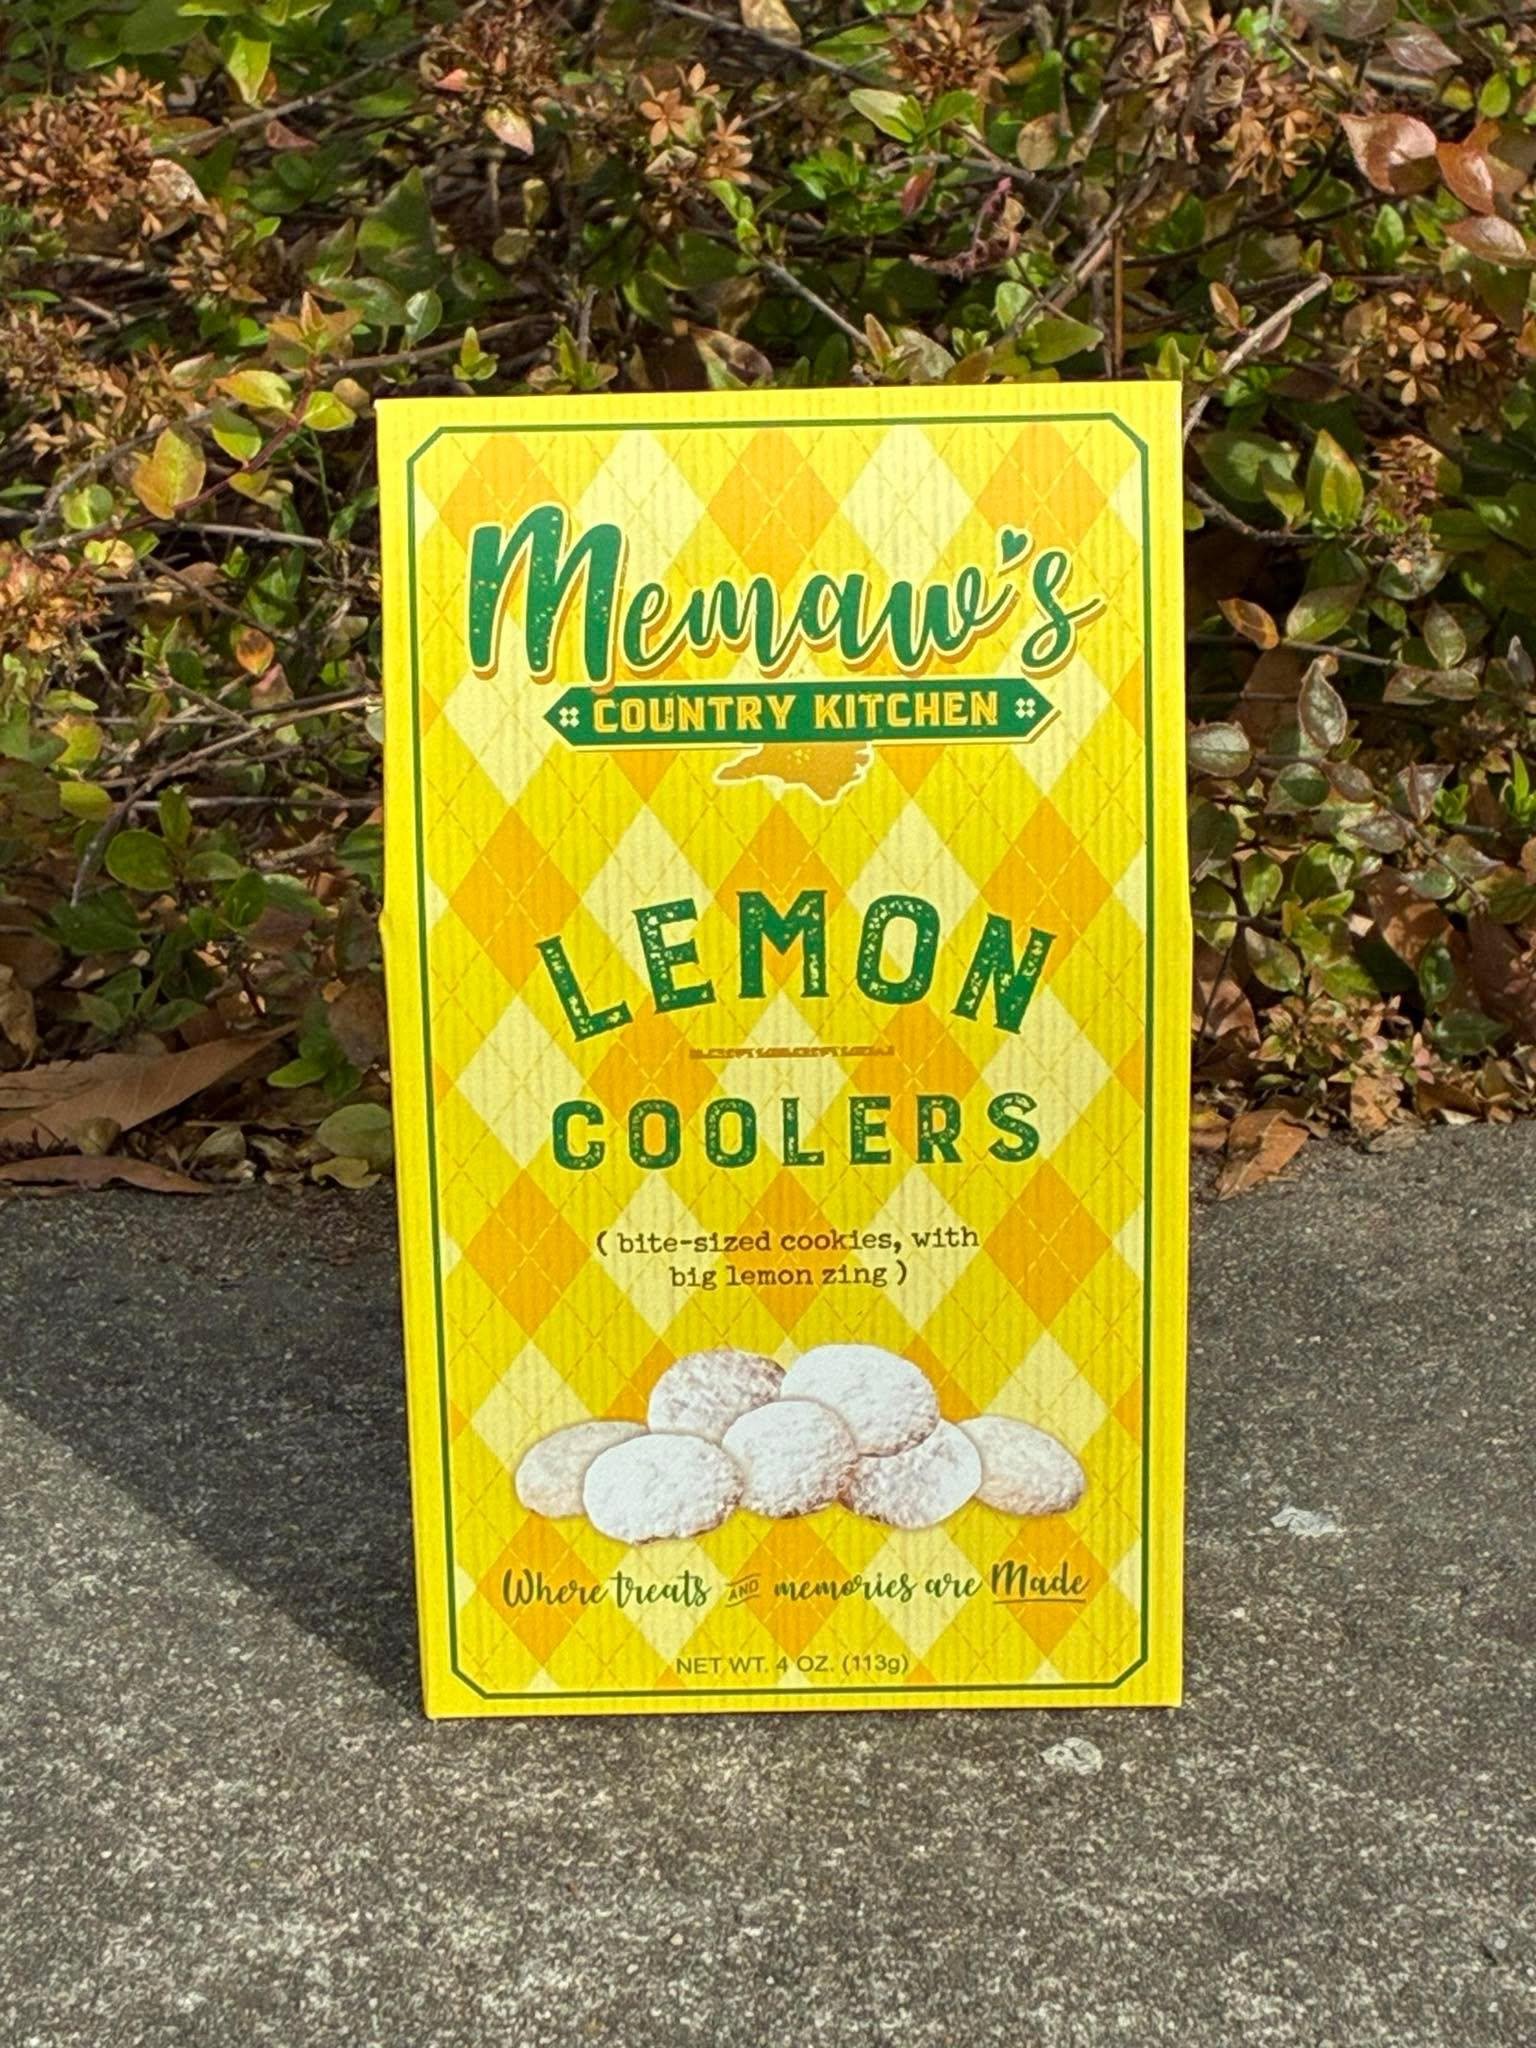 Memaw's
COUNTRY KITCHEN
LEMON
COOLERS
( bite-sized cookies, with
big lemon zing )
Where treats AND memories are Made
NET WT. 4 OZ. (113g)